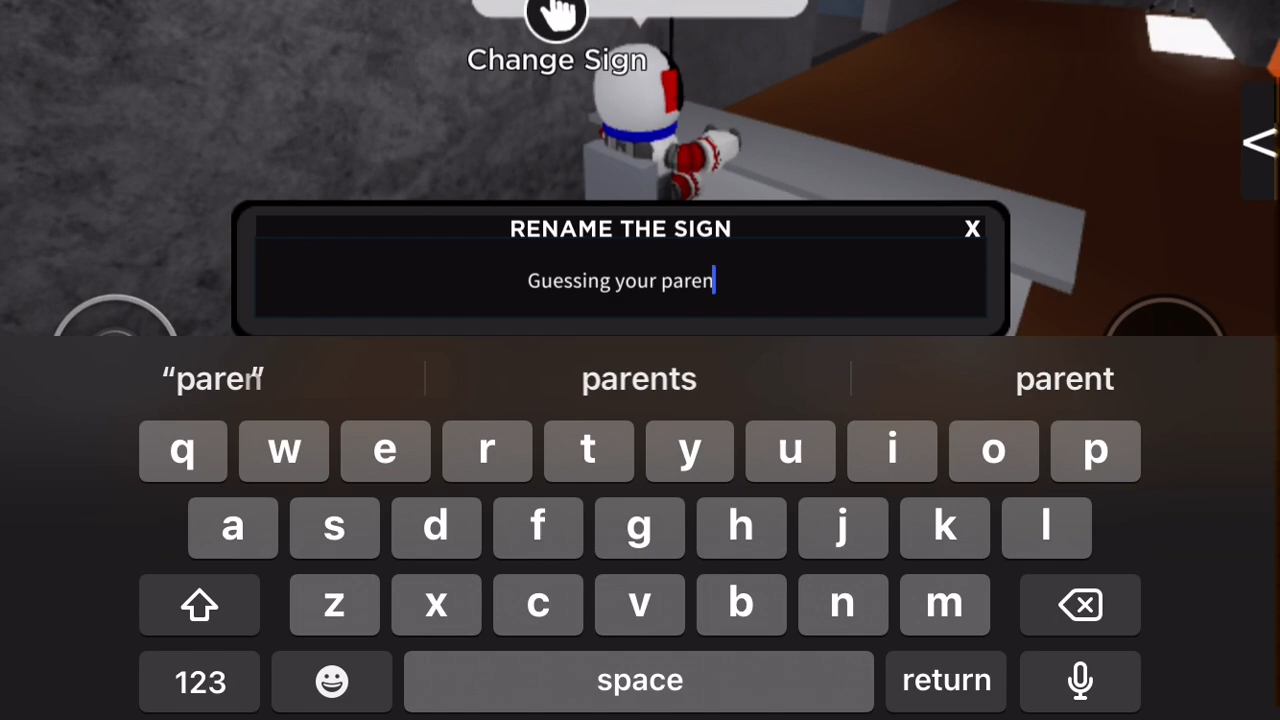 Change Sign
<
RENAME THE SIGN X
Guessing your paren
“paren” parents parent
q w e r t y u i o p
a s d f g h j k l
z x c v b n m
123 space return